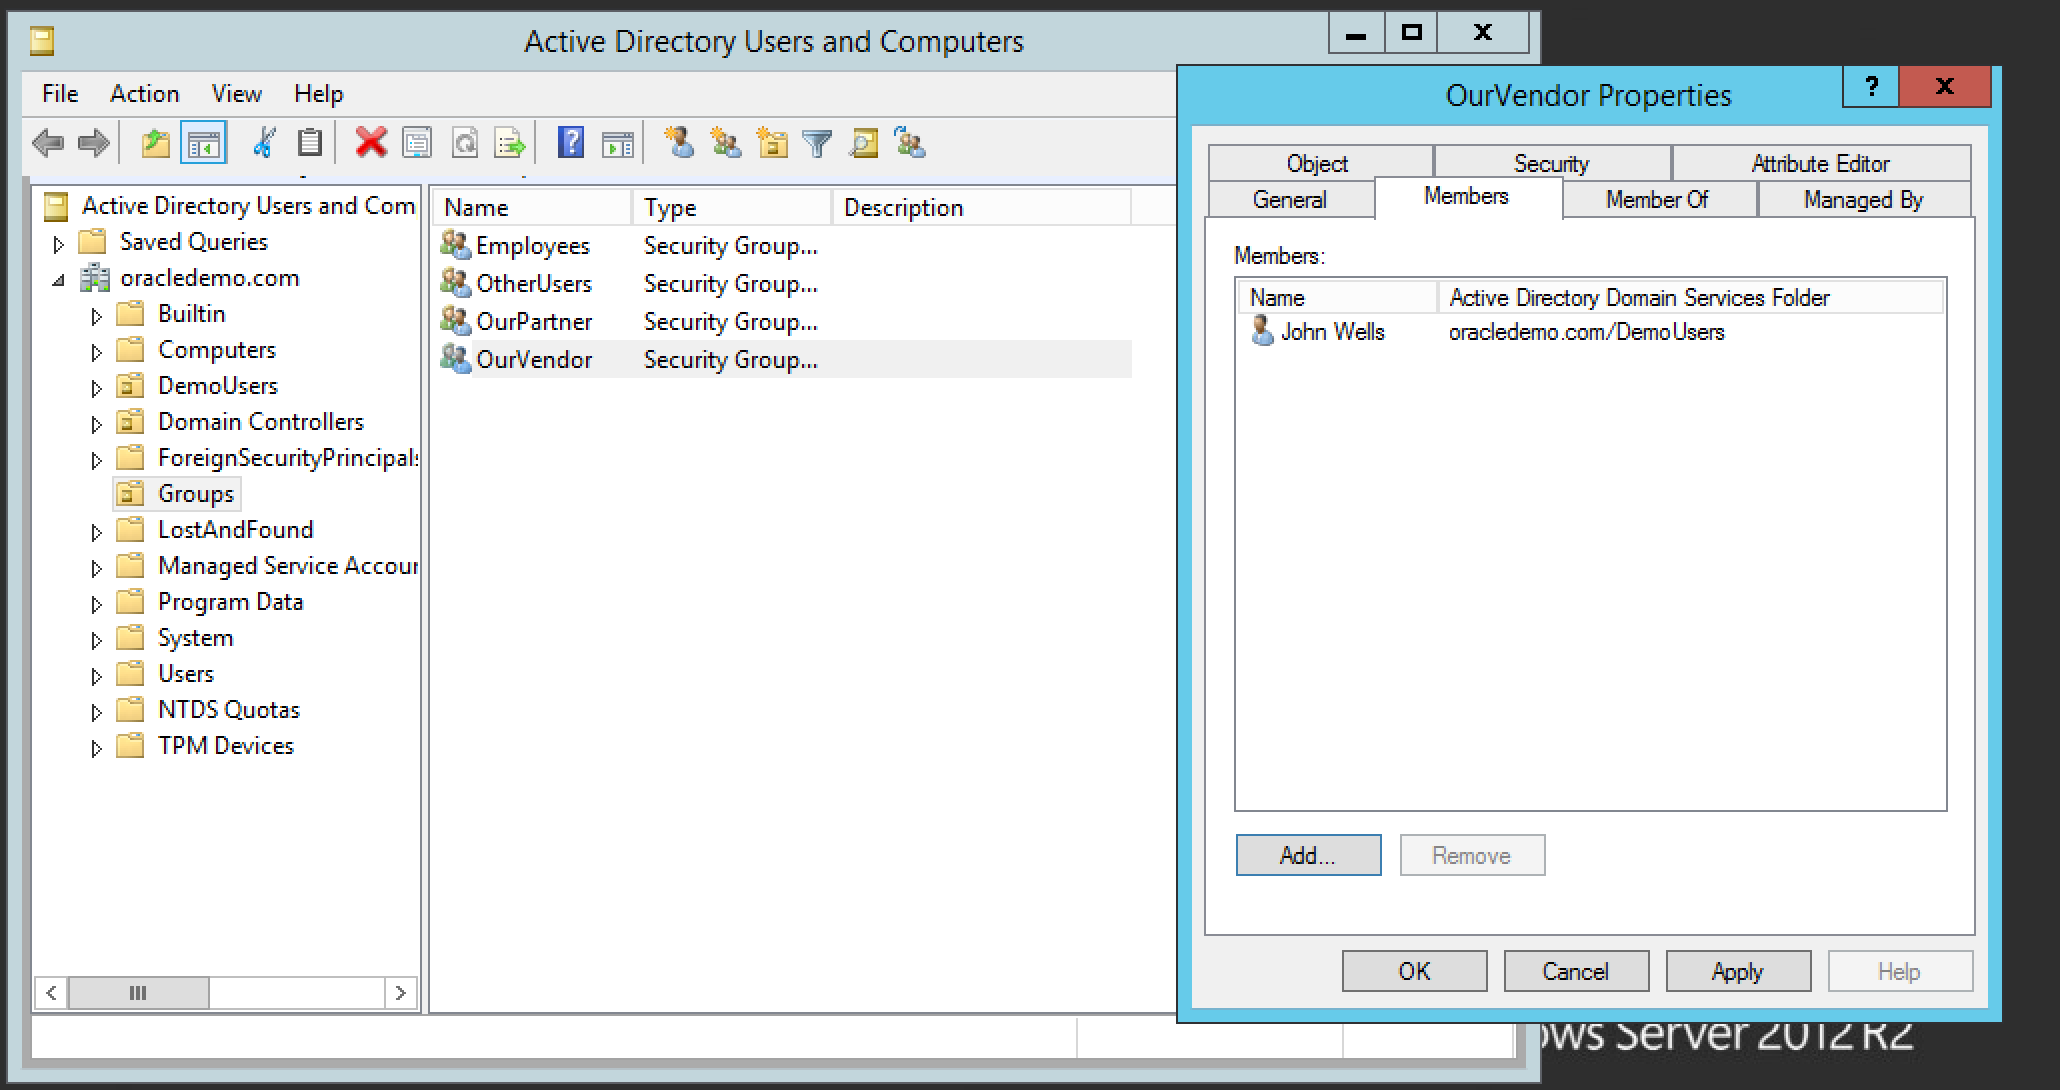 Active Directory Users and Computers
File Action View Help
Active Directory Users and Com
Saved Queries
oracledemo.com
Builtin
Computers
DemoUsers
Domain Controllers
ForeignSecurityPrincipals
Groups
LostAndFound
Managed Service Accour
Program Data
System
Users
NTDS Quotas
TPM Devices
Name Type Description
Employees Security Group...
OtherUsers Security Group...
OurPartner Security Group...
OurVendor Security Group...
OurVendor Properties
? X
Object Security Attribute Editor
General Members Member Of Managed By
Members:
Name Active Directory Domain Services Folder
John Wells oracledemo.com/DemoUsers
Add... Remove
OK Cancel Apply Help
ows Server 2012 R2